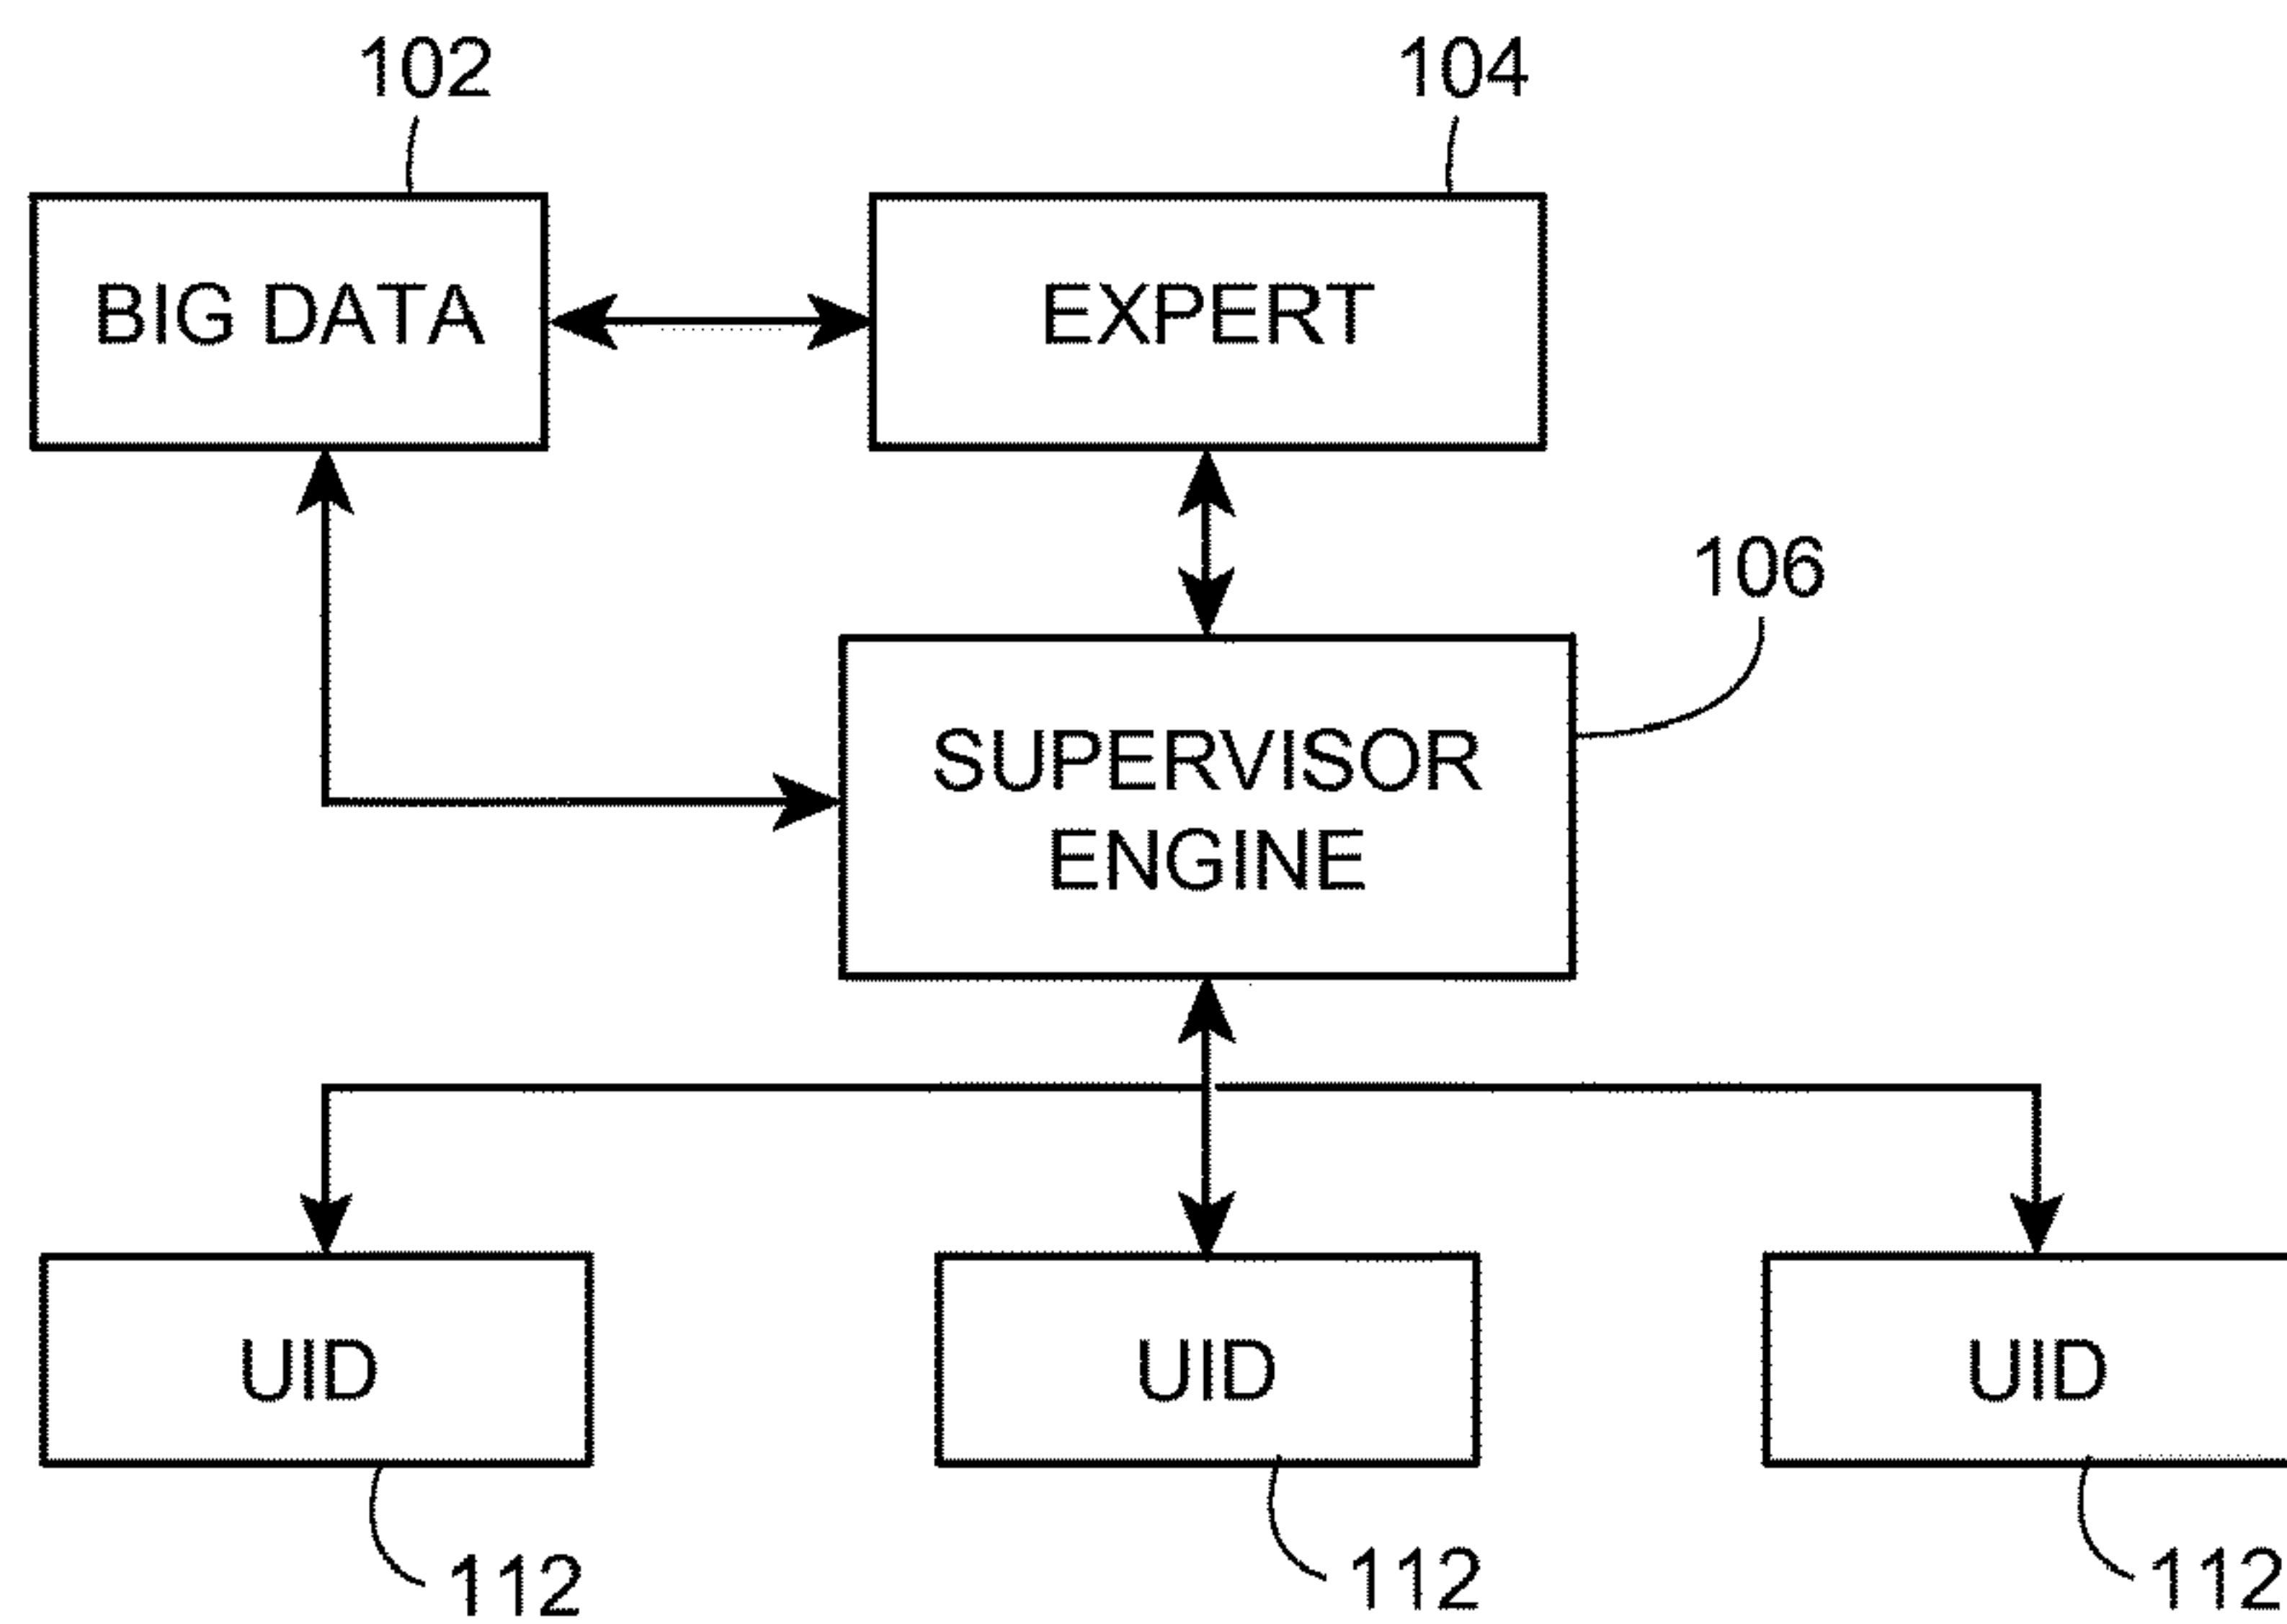 102
104
BIG DATA
EXPERT
106
SUPERVISOR
ENGINE
UID
UID
UID
112
112
112